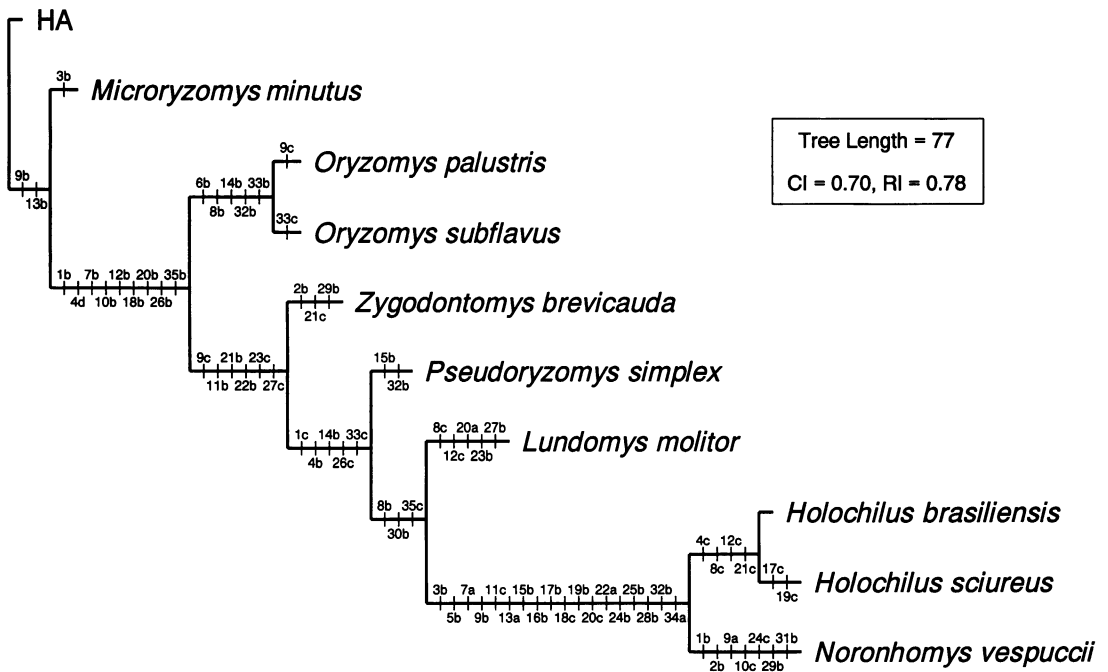 HA
3b
Microryzomys minutus
9c
Oryzomys palustris
Tree Length = 77
CI = 0.70, RI = 0.78
9b
13b
6b 14b 33b
8b 32b
33c
Oryzomys subflavus
1b 7b 12b 20b 35b
4d 10b 18b 26b
2b 29b
21c
Zygodontomys brevicauda
9c 21b 23c
11b 22b 27c
15b
32b
Pseudoryzomys simplex
1c 14b 33c
4b 26c
8c 20a 27b
12c 23b
Lundomys molitor
8b 35c
30b
Holochilus brasiliensis
4c 12c
8c 21c
17c
19c
Holochilus sciureus
3b 7a 11c 15b 17b 19b 22a 25b 32b
5b 9b 13a 16b 18c 20c 24b 28b 34a
1b 9a 24c 31b
2b 10c 29b
Noronhomys vespuccii